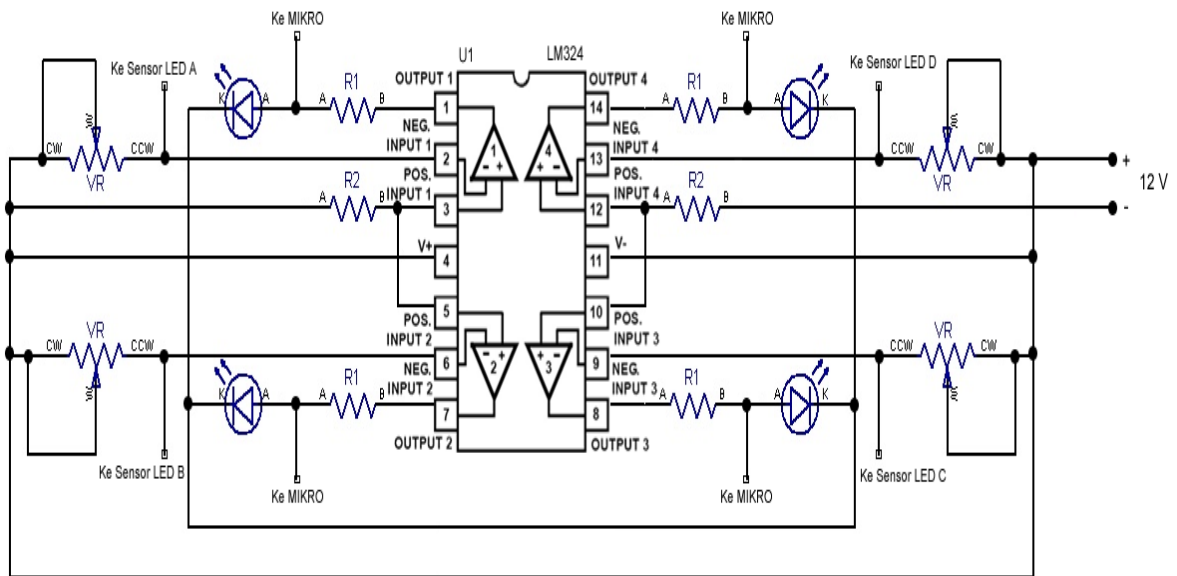 Ke MIKRO
Ke MIKRO
U1
LM324
Ke Sensor LED A
Ke Sensor LED D
OUTPUT 1
OUTPUT 4
K
A
A
R1
B
1
14
A
R1
B
A
K
NEG.
INPUT 1
NEG.
INPUT 4
CW
VR
CCW
2
1
- +
4
+ -
13
CCW
VR
CW
+
12 V
-
POS.
INPUT 1
POS.
INPUT 4
A
R2
B
3
12
A
R2
B
V+
4
11
V-
5
10
POS.
INPUT 2
POS.
INPUT 3
CW
VR
CCW
6
- +
2
+ -
3
9
CCW
VR
CW
NEG.
INPUT 2
NEG.
INPUT 3
K
A
A
R1
B
7
8
A
R1
B
A
K
OUTPUT 2
OUTPUT 3
Ke Sensor LED B
Ke Sensor LED C
Ke MIKRO
Ke MIKRO